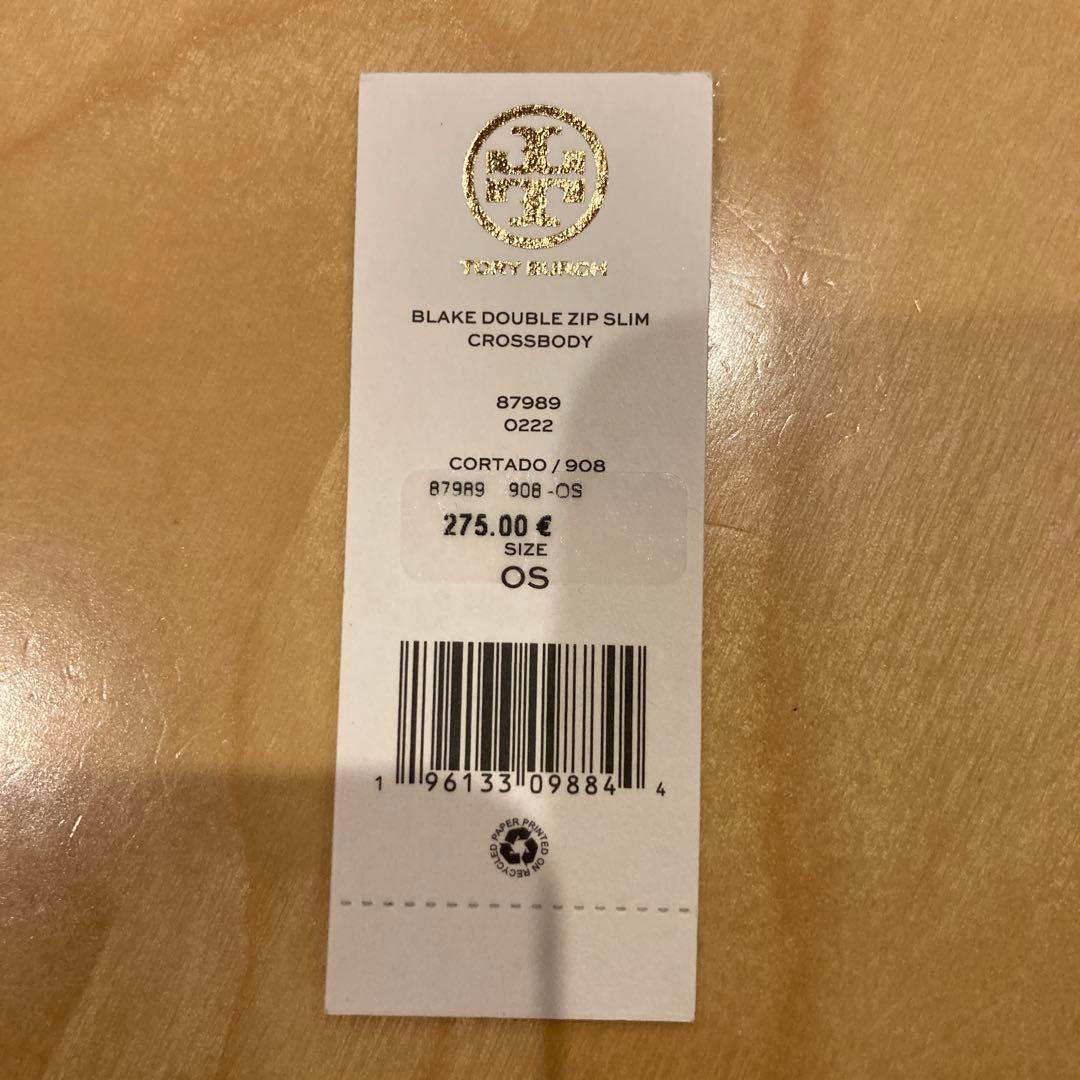 TORY BURCH
BLAKE DOUBLE ZIP SLIM
CROSSBODY
87989
0222
CORTADO / 908
87989 908 -OS
275.00 €
SIZE
OS
1 96133 09884 4
RECYCLED PAPER PRINTED ON